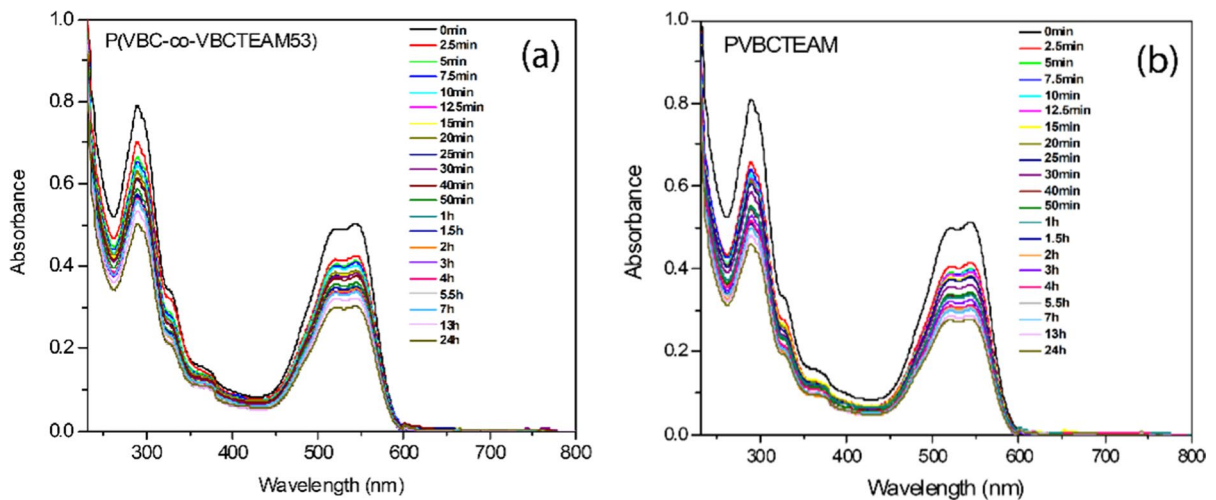 P(VBC-co-VBCTEAM53)
(a)
0min
2.5min
5min
7.5min
10min
12.5min
15min
20min
25min
30min
40min
50min
1h
1.5h
2h
3h
4h
5.5h
7h
13h
24h
Absorbance
1.0
0.8
0.6
0.4
0.2
0.0
300 400 500 600 700 800
Wavelength (nm)
PVBCTEAM
(b)
0min
2.5min
5min
7.5min
10min
12.5min
15min
20min
25min
30min
40min
50min
1h
1.5h
2h
3h
4h
5.5h
7h
13h
24h
Absorbance
1.0
0.8
0.6
0.4
0.2
0.0
300 400 500 600 700 800
Wavelength (nm)